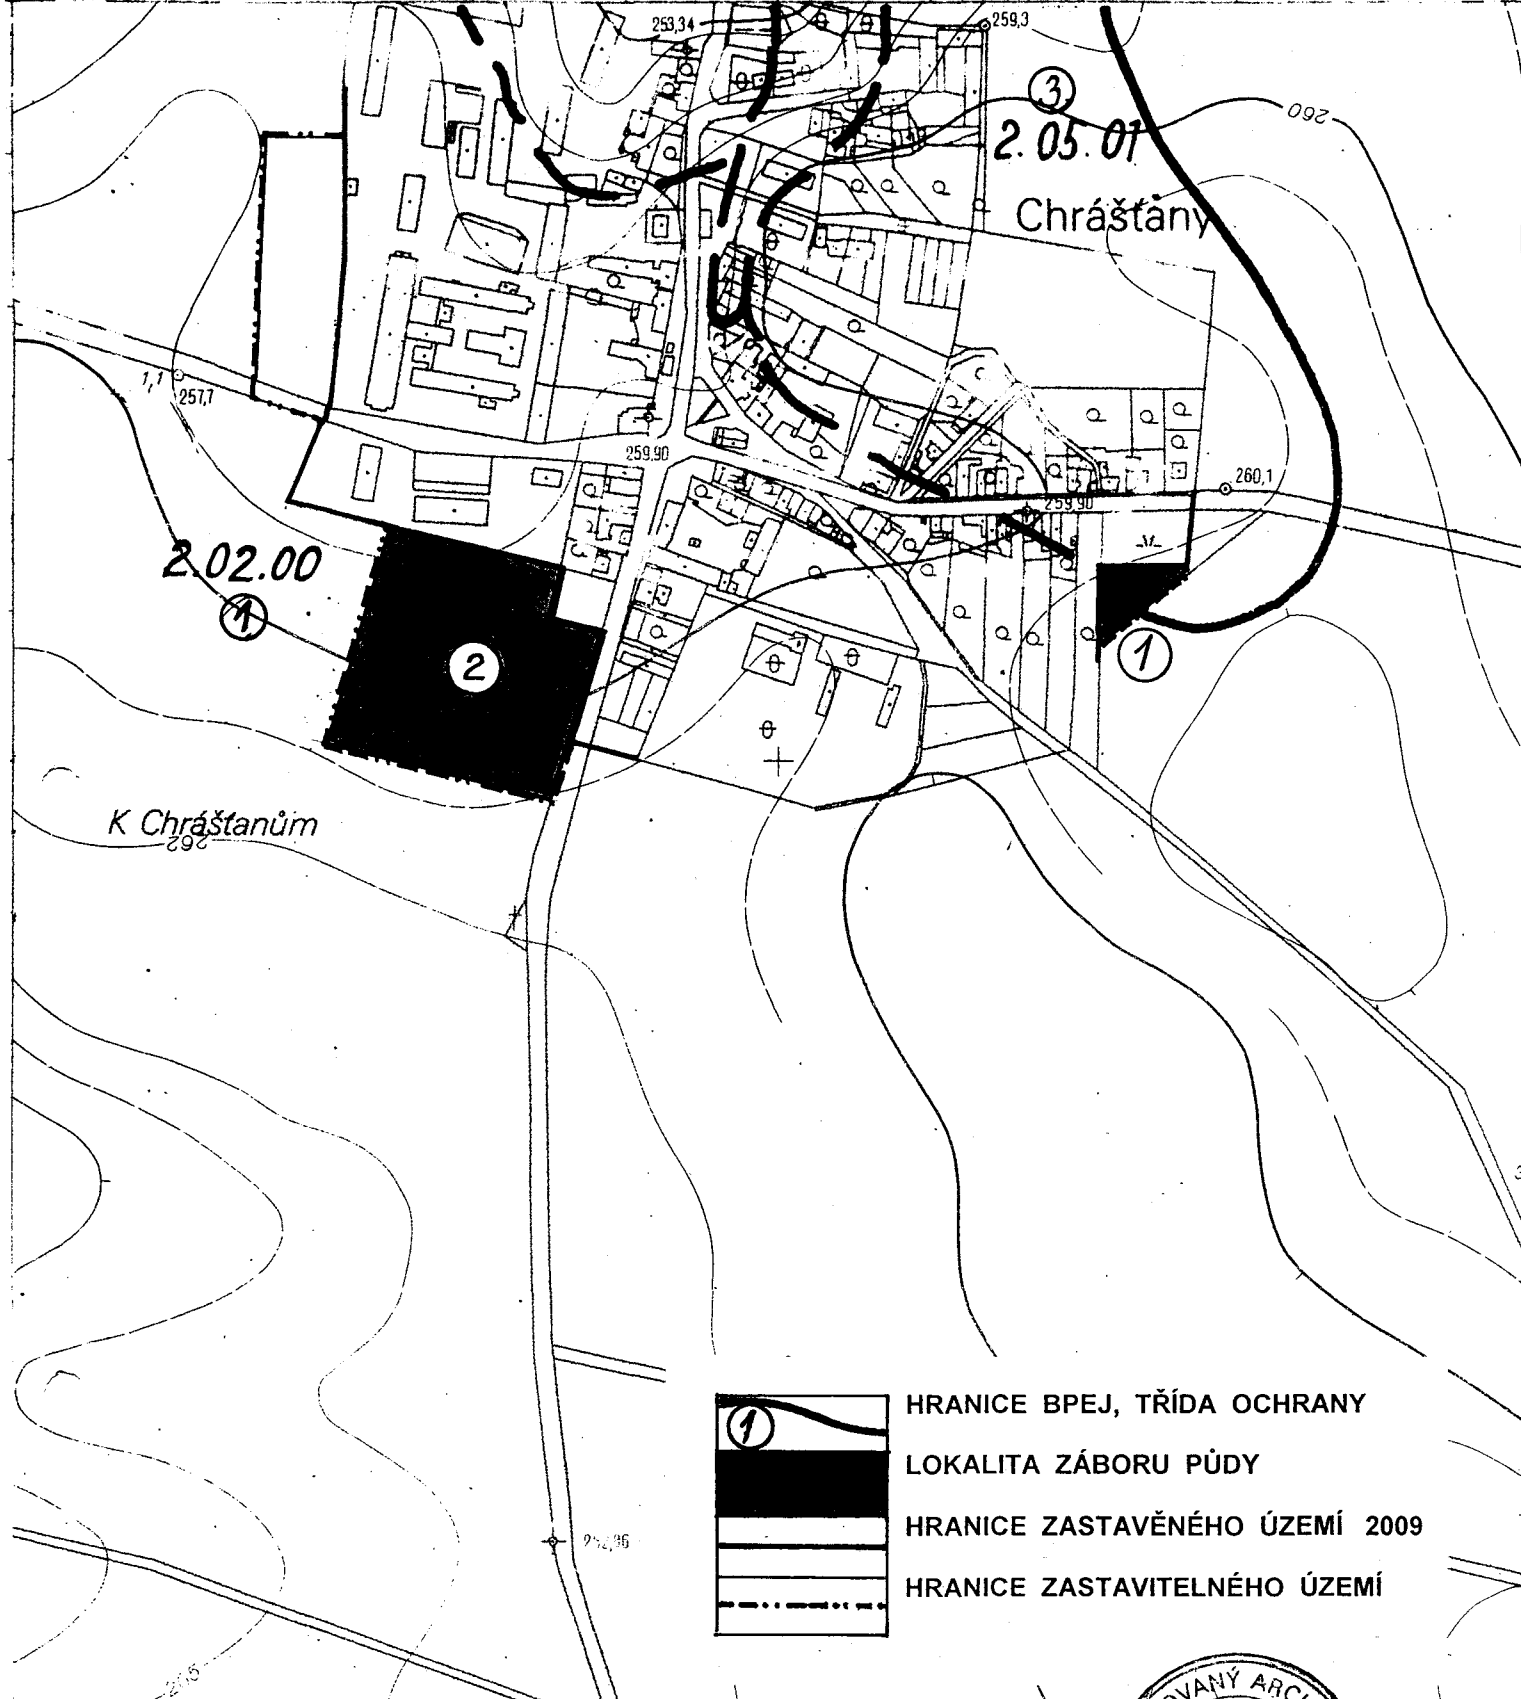 253,34
259,3
3
2.05.01
260
Chrášťany
1,1
257,7
259,90
260,1
259,90
2.02.00
1
2
1
K Chrášťanům
262
1
HRANICE BPEJ, TŘÍDA OCHRANY
LOKALITA ZÁBORU PŮDY
HRANICE ZASTAVĚNÉHO ÚZEMÍ 2009
HRANICE ZASTAVITELNÉHO ÚZEMÍ